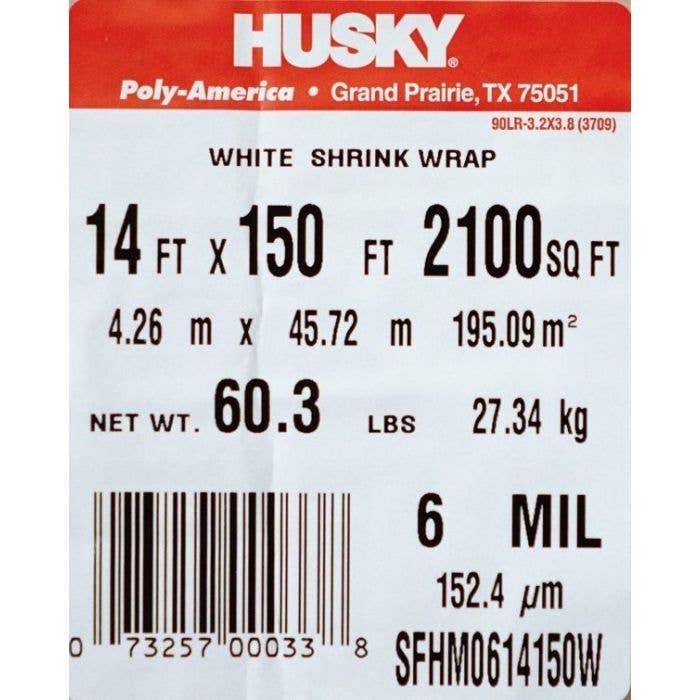 HUSKY®
Poly-America • Grand Prairie, TX 75051
90LR-3.2X3.8 (3709)
WHITE SHRINK WRAP
14 FT X 150 FT 2100 SQ FT
4.26 m x 45.72 m 195.09 m²
NET WT. 60.3 LBS 27.34 kg
6 MIL
152.4 µm
0 73257 00033 8
SFHM0614150W